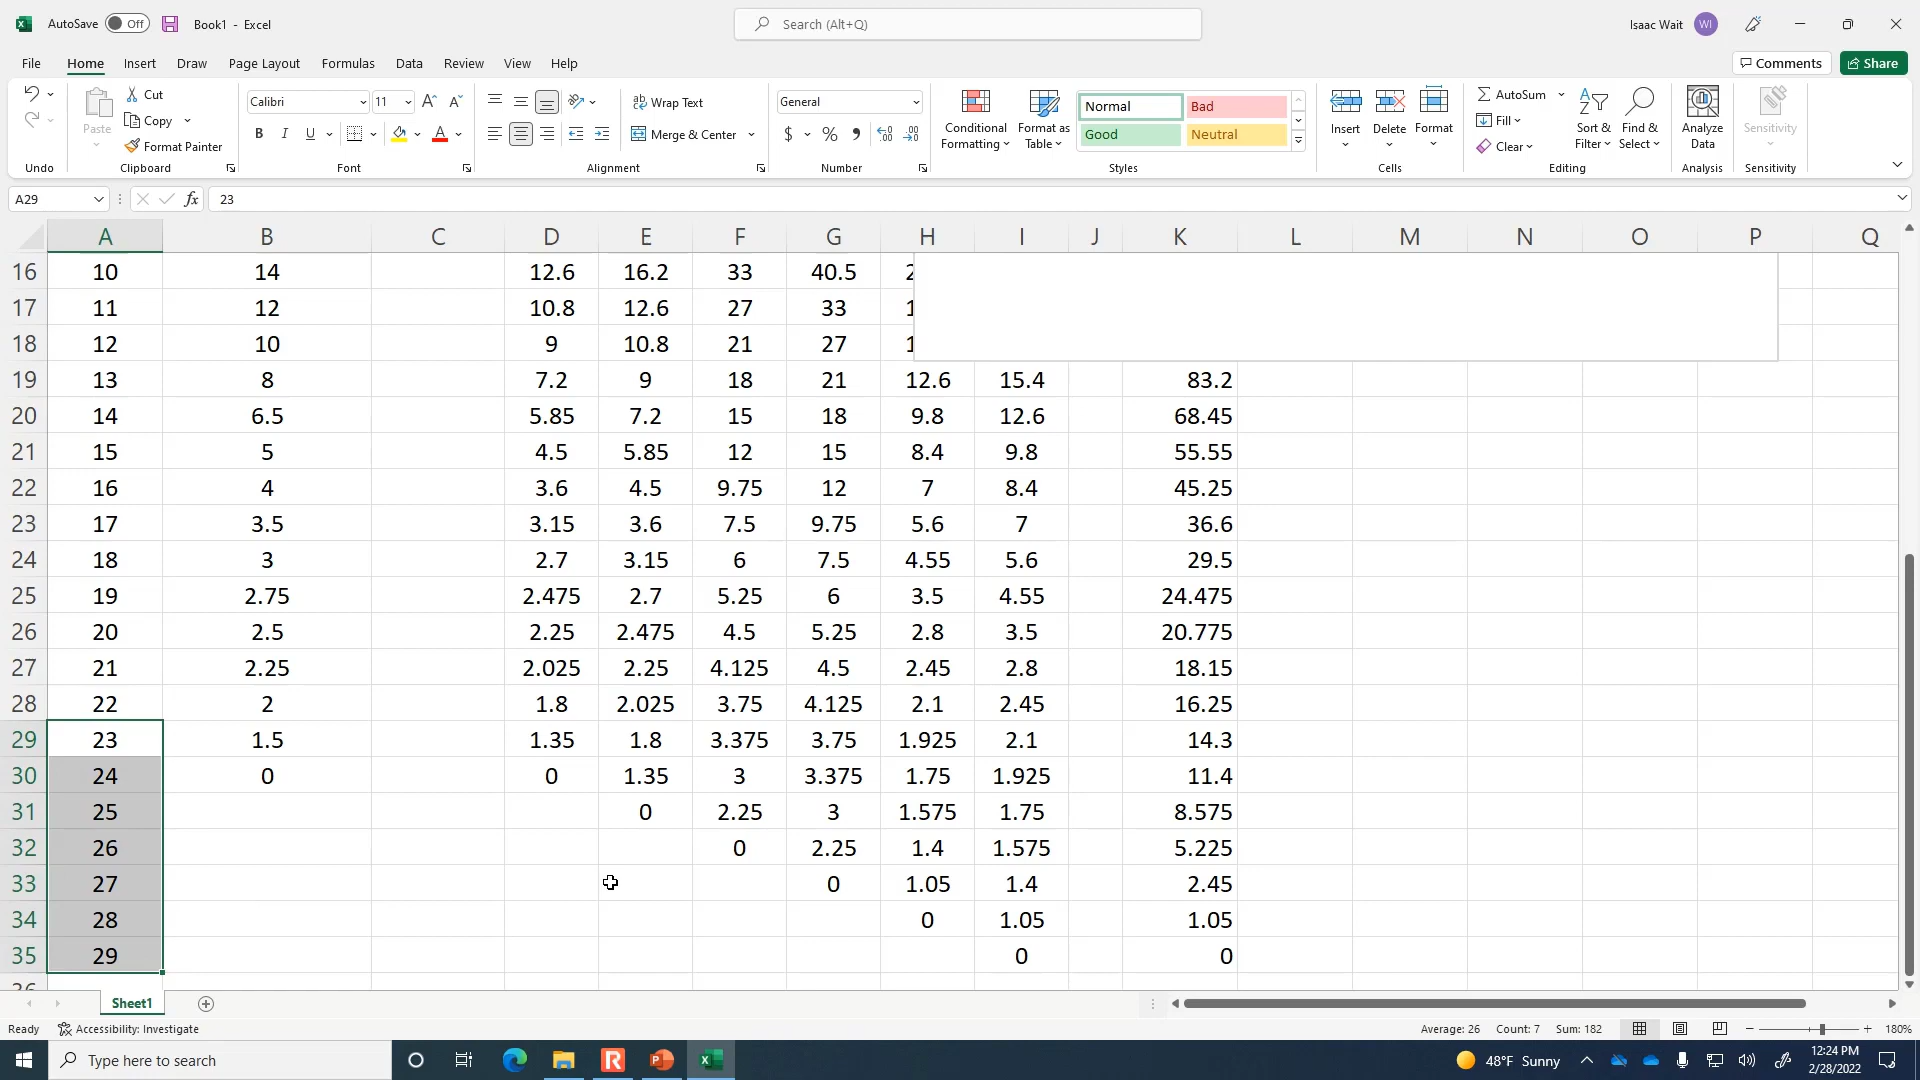 AutoSave Off Book1 - Excel Search (Alt+Q) Isaac Wait WI
File Home Insert Draw Page Layout Formulas Data Review View Help Comments Share
Paste Cut Copy Format Painter
Calibri 11 B I U A
Wrap Text Merge & Center
General $ % 9
Conditional Formatting Format as Table
Normal Bad
Good Neutral
Insert Delete Format
AutoSum Fill Clear Sort & Filter Find & Select
Analyze Data Sensitivity
Undo Clipboard Font Alignment Number Styles Cells Editing Analysis Sensitivity
A29 fx 23
A B C D E F G H I J K L M N O P Q
16 10 14 12.6 16.2 33 40.5
17 11 12 10.8 12.6 27 33
18 12 10 9 10.8 21 27
19 13 8 7.2 9 18 21 12.6 15.4 83.2
20 14 6.5 5.85 7.2 15 18 9.8 12.6 68.45
21 15 5 4.5 5.85 12 15 8.4 9.8 55.55
22 16 4 3.6 4.5 9.75 12 7 8.4 45.25
23 17 3.5 3.15 3.6 7.5 9.75 5.6 7 36.6
24 18 3 2.7 3.15 6 7.5 4.55 5.6 29.5
25 19 2.75 2.475 2.7 5.25 6 3.5 4.55 24.475
26 20 2.5 2.25 2.475 4.5 5.25 2.8 3.5 20.775
27 21 2.25 2.025 2.25 4.125 4.5 2.45 2.8 18.15
28 22 2 1.8 2.025 3.75 4.125 2.1 2.45 16.25
29 23 1.5 1.35 1.8 3.375 3.75 1.925 2.1 14.3
30 24 0 0 1.35 3 3.375 1.75 1.925 11.4
31 25 0 2.25 3 1.575 1.75 8.575
32 26 0 2.25 1.4 1.575 5.225
33 27 0 1.05 1.4 2.45
34 28 0 1.05 1.05
35 29 0 0
Sheet1
Ready Accessibility: Investigate Average: 26 Count: 7 Sum: 182 180%
Type here to search 48°F Sunny 12:24 PM
2/28/2022